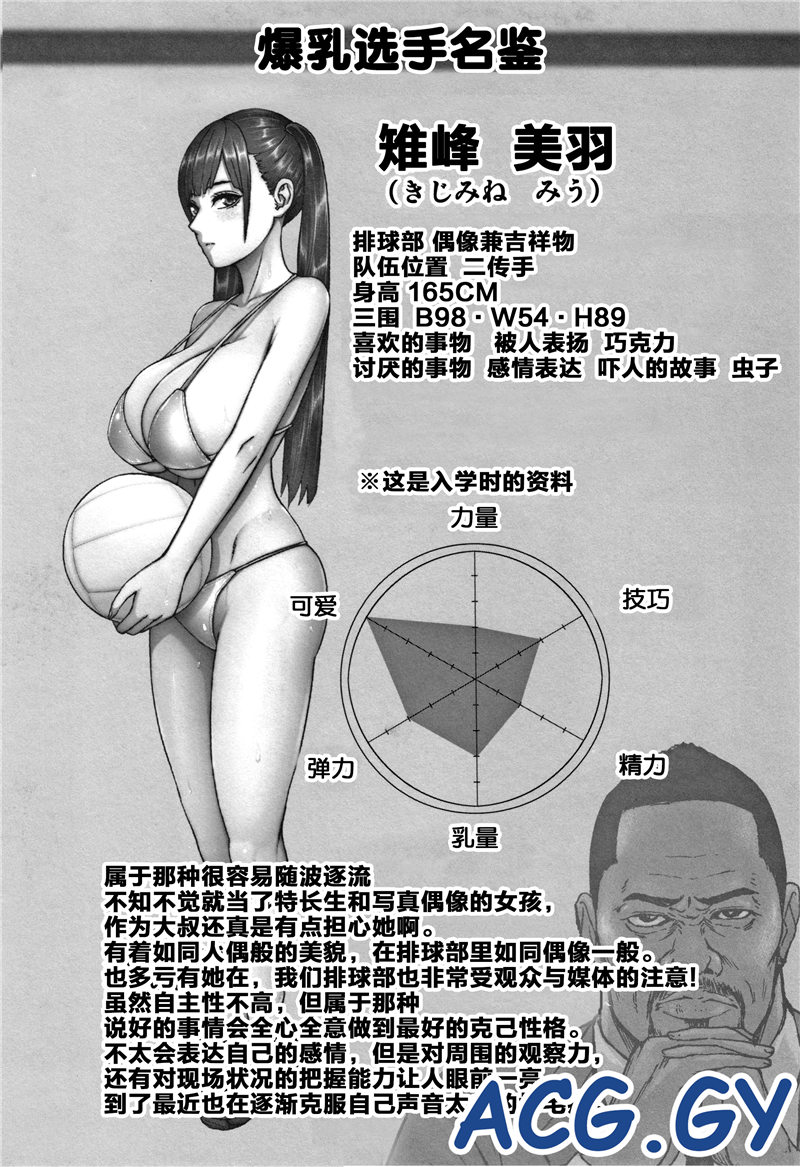 爆乳选手名鉴
雉峰 美羽
(きじみね みう)
排球部 偶像兼吉祥物
队伍位置 二传手
身高 165CM
三围 B98・W54・H89
喜欢的事物 被人表扬 巧克力
讨厌的事物 感情表达 吓人的故事 虫子
※这是入学时的资料
力量
可爱
技巧
弹力
精力
乳量
属于那种很容易随波逐流
不知不觉就当了特长生和写真偶像的女孩，
作为大叔还真是有点担心她啊。
有着如同人偶般的美貌，在排球部里如同偶像一般。
也多亏有她在，我们排球部也非常受观众与媒体的注意!
虽然自主性不高，但属于那种
说好的事情会全心全意做到最好的克己性格。
不太会表达自己的感情，但是对周围的观察力，
还有对现场状况的把握能力让人眼前一亮
到了最近也在逐渐克服自己声音太
ACG.GY